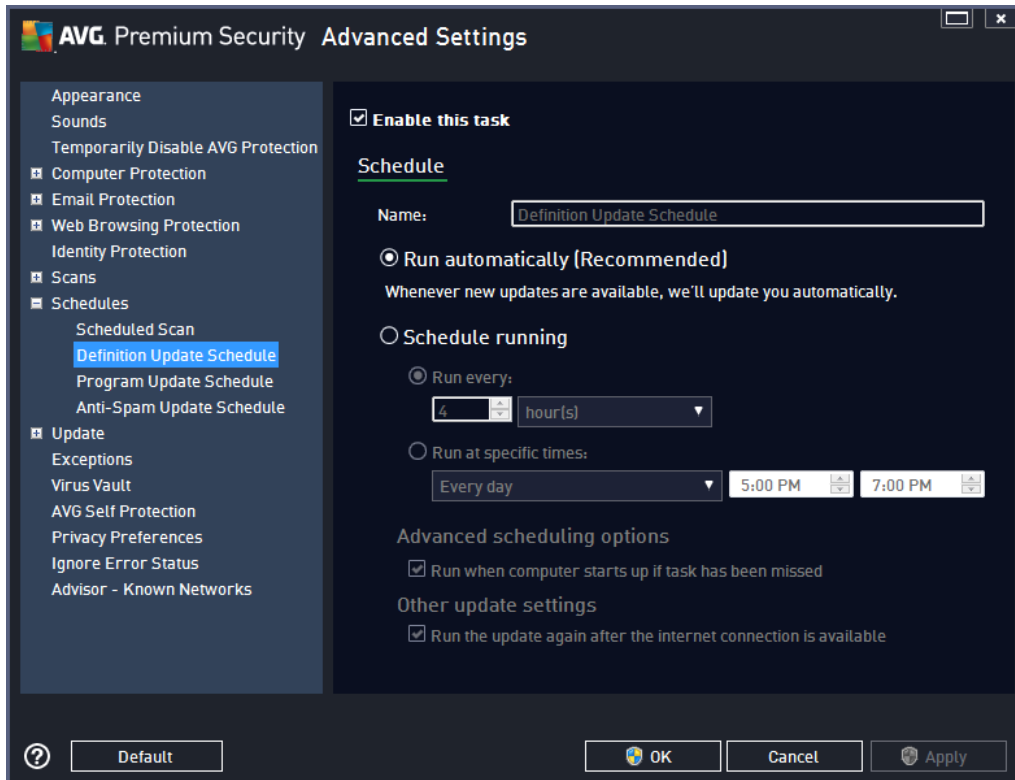 AVG. Premium Security Advanced Settings
Appearance
Sounds
Temporarily Disable AVG Protection
Computer Protection
Email Protection
Web Browsing Protection
Identity Protection
Scans
Schedules
Scheduled Scan
Definition Update Schedule
Program Update Schedule
Anti-Spam Update Schedule
Update
Exceptions
Virus Vault
AVG Self Protection
Privacy Preferences
Ignore Error Status
Advisor - Known Networks
Enable this task
Schedule
Name: Definition Update Schedule
Run automatically (Recommended)
Whenever new updates are available, we'll update you automatically.
Schedule running
Run every:
4 hour(s)
Run at specific times:
Every day 5:00 PM 7:00 PM
Advanced scheduling options
Run when computer starts up if task has been missed
Other update settings
Run the update again after the internet connection is available
? Default OK Cancel Apply